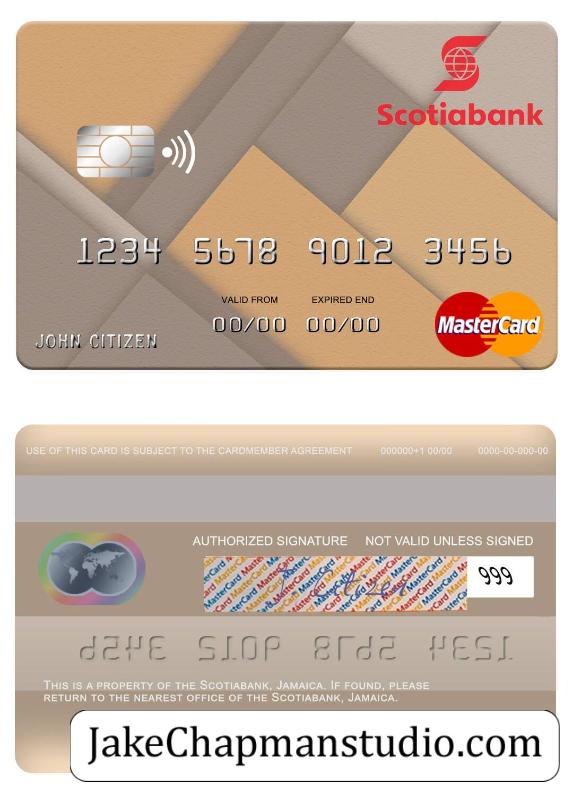 Scotiabank
1234 5678 9012 3456
VALID FROM EXPIRED END
00/00 00/00
JOHN CITIZEN
MasterCard
USE OF THIS CARD IS SUBJECT TO THE CARDMEMBER AGREEMENT 000000+1 00/00 0000-00-000-00
AUTHORIZED SIGNATURE NOT VALID UNLESS SIGNED
999
THIS IS A PROPERTY OF THE SCOTIABANK, JAMAICA. IF FOUND, PLEASE
RETURN TO THE NEAREST OFFICE OF THE SCOTIABANK, JAMAICA.
JakeChapmanstudio.com